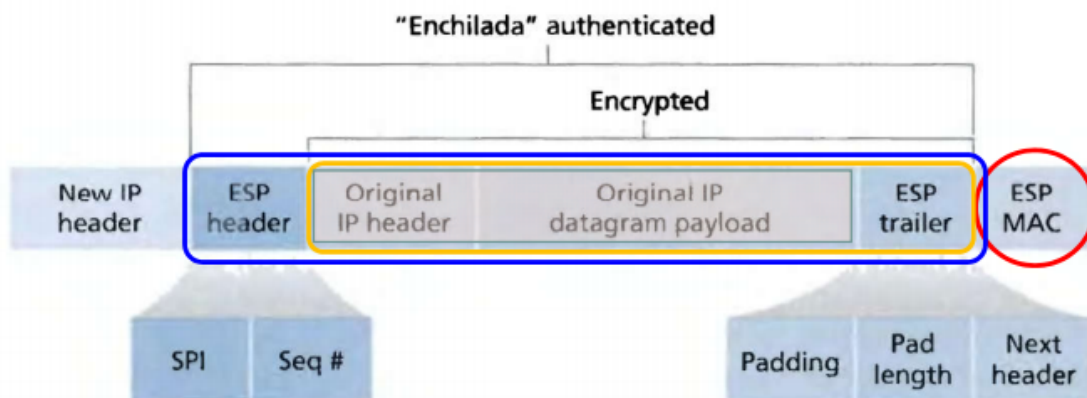 "Enchilada" authenticated
Encrypted
New IP
header
ESP
header
Original
IP header
Original IP
datagram payload
ESP
trailer
ESP
MAC
SPI
Seq #
Padding
Pad
length
Next
header